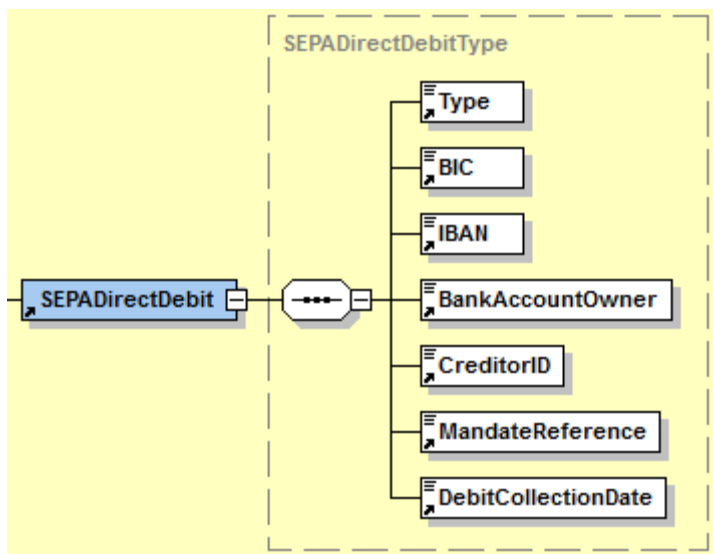 SEPADirectDebitType
Type
BIC
IBAN
SEPADirectDebit
BankAccountOwner
CreditorID
MandateReference
DebitCollectionDate